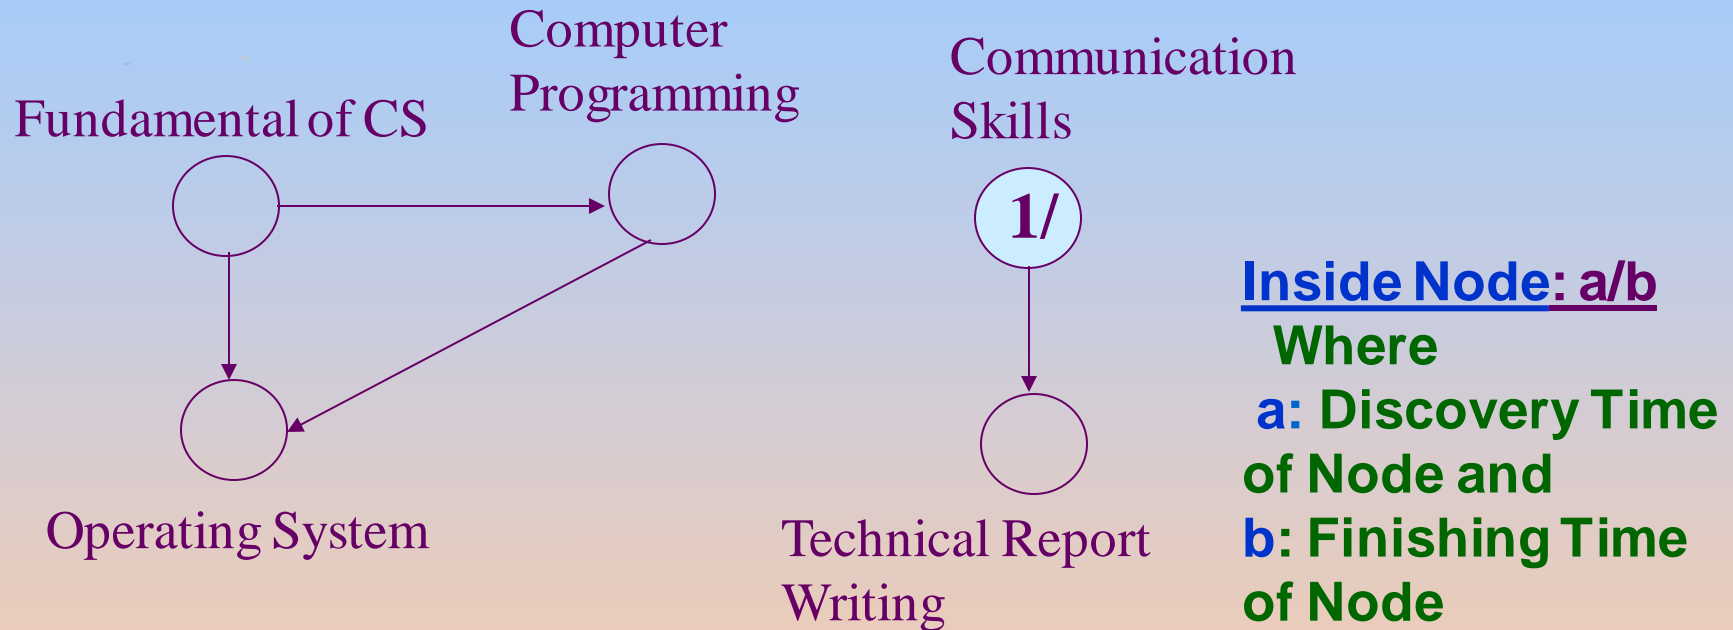 Computer
Programming
Communication
Skills
Fundamental of CS
1/
Inside Node: a/b
Where
a: Discovery Time
of Node and
b: Finishing Time
of Node
Operating System
Technical Report
Writing